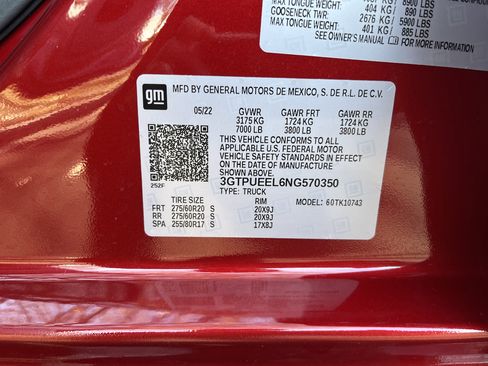 MAX TONGUE WEIGHT: 404 KG/ 890 LBS
GOOSENECK TWR: 2676 KG/ 5900 LBS
MAX TONGUE WEIGHT: 401 KG/ 885 LBS
SEE OWNER'S MANUAL FOR MORE INFORMATION
gm
MFD BY GENERAL MOTORS DE MEXICO, S. DE R.L. DE C.V.
05/22 GVWR GAWR FRT GAWR RR
3175 KG 1724 KG 1724 KG
7000 LB 3800 LB 3800 LB
THIS VEHICLE CONFORMS TO ALL
APPLICABLE U.S. FEDERAL MOTOR
VEHICLE SAFETY AND THEFT PREVENTION
STANDARDS IN EFFECT ON THE DATE OF
MANUFACTURE SHOWN ABOVE.
3GTPUEEL6NG570350
252F
TYPE: TRUCK
TIRE SIZE RIM MODEL: 60TK10743
FRT 275/60R20 S 20X9J
RR 275/60R20 S 20X9J
SPA 255/80R17 S 17X8J